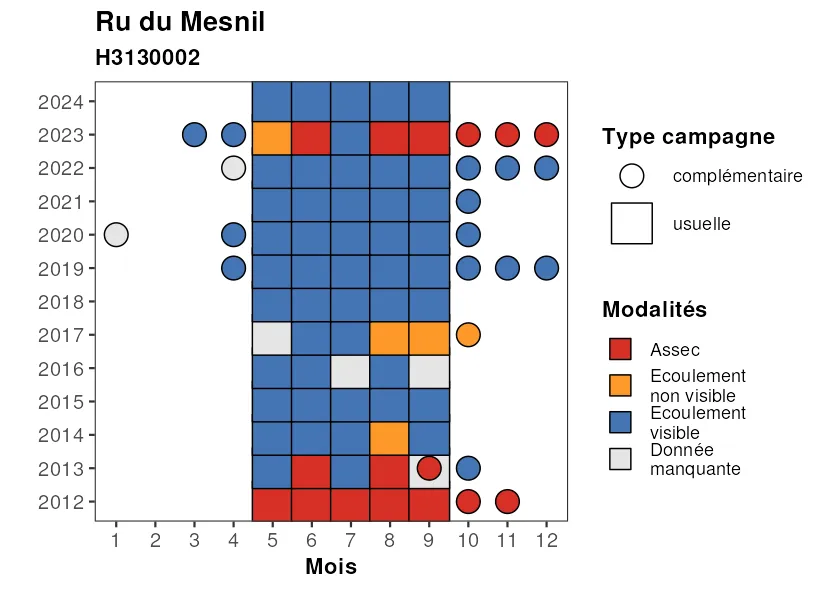 Ru du Mesnil
H3130002
2024
2023
2022
2021
2020
2019
2018
2017
2016
2015
2014
2013
2012
1 2 3 4 5 6 7 8 9 10 11 12
Mois
Type campagne
complémentaire
usuelle
Modalités
Assec
Ecoulement
non visible
Ecoulement
visible
Donnée
manquante